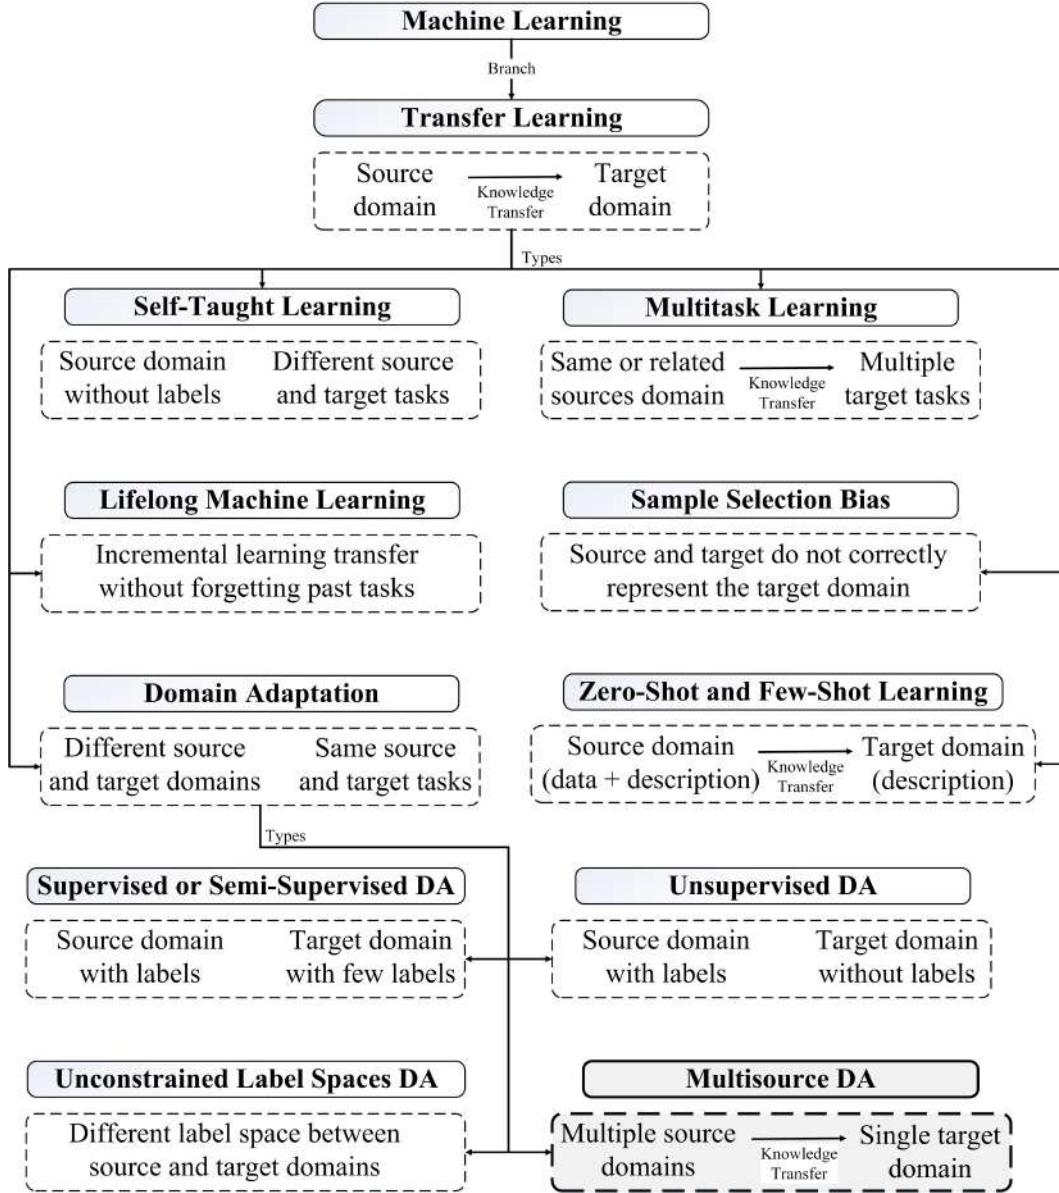 Machine Learning
Branch
Transfer Learning
Source
domain
Knowledge
Transfer
Target
domain
Types
Self-Taught Learning
Source domain
without labels
Different source
and target tasks
Multitask Learning
Same or related
sources domain
Knowledge
Transfer
Multiple
target tasks
Lifelong Machine Learning
Incremental learning transfer
without forgetting past tasks
Sample Selection Bias
Source and target do not correctly
represent the target domain
Domain Adaptation
Different source
and target domains
Same source
and target tasks
Zero-Shot and Few-Shot Learning
Source domain
(data + description)
Knowledge
Transfer
Target domain
(description)
Types
Supervised or Semi-Supervised DA
Source domain
with labels
Target domain
with few labels
Unsupervised DA
Source domain
with labels
Target domain
without labels
Unconstrained Label Spaces DA
Different label space between
source and target domains
Multisource DA
Multiple source
domains
Knowledge
Transfer
Single target
domain